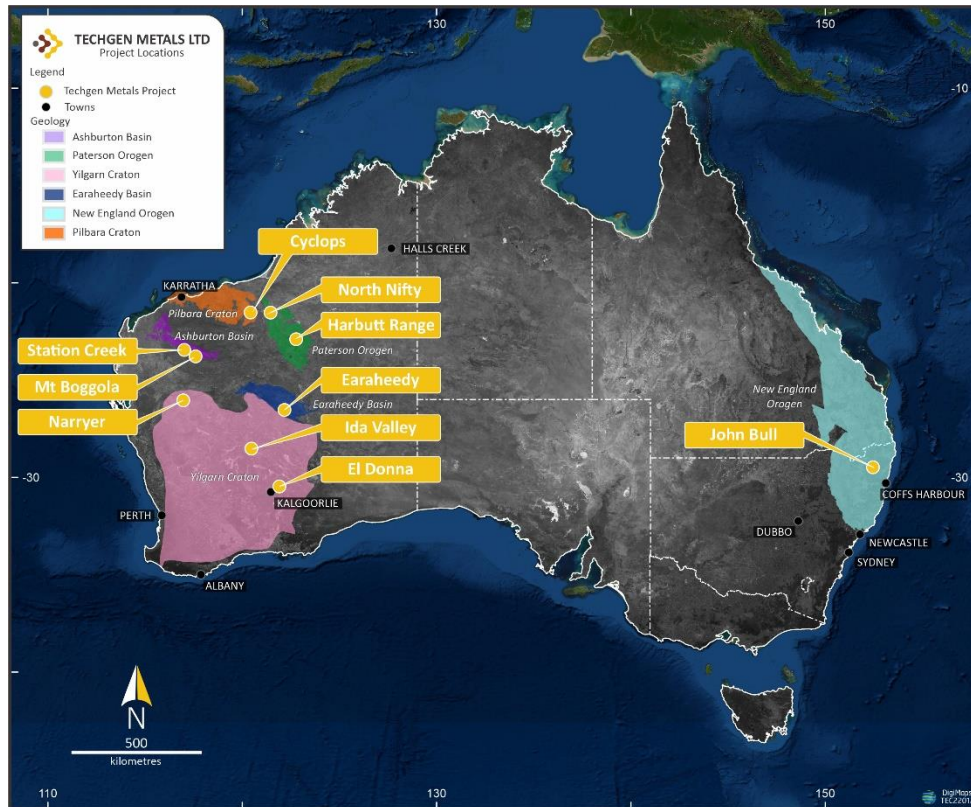 TECHGEN METALS LTD
Project Locations
Legend
Techgen Metals Project
Towns
Geology
Ashburton Basin
Paterson Orogen
Yilgarn Craton
Earaheedy Basin
New England Orogen
Pilbara Craton
130
150
-10
Cyclops
HALLS CREEK
KARRATHA
North Nifty
Pilbara Craton
Harbutt Range
Ashburton Basin
Station Creek
Paterson Orogen
Mt Boggola
Earaheedy
New England
Orogen
Narryer
Earaheedy Basin
Ida Valley
John Bull
El Donna
Yilgarn Craton
-30
-30
KALGOORLIE
COFFS HARBOUR
PERTH
DUBBO
NEWCASTLE
SYDNEY
ALBANY
N
500
kilometres
110
130
150
DigiMaps